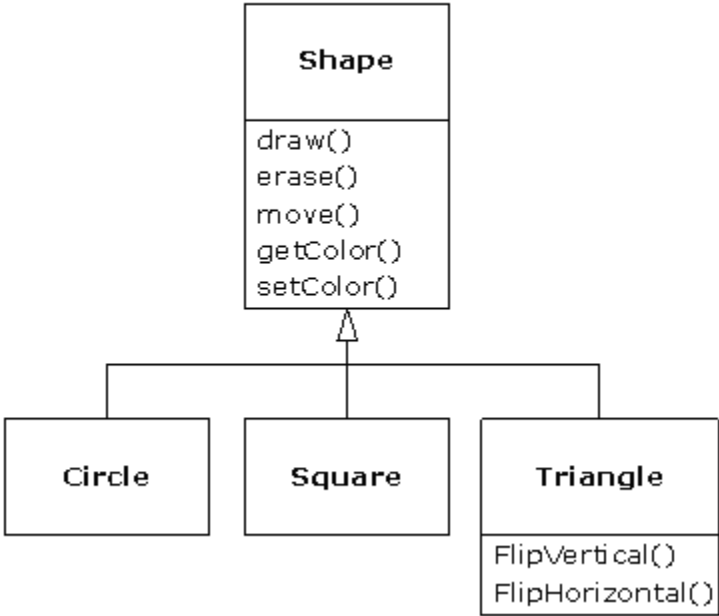 Shape
draw()
erase()
move()
getColor()
setColor()
Circle
Square
Triangle
FlipVertical()
FlipHorizontal()